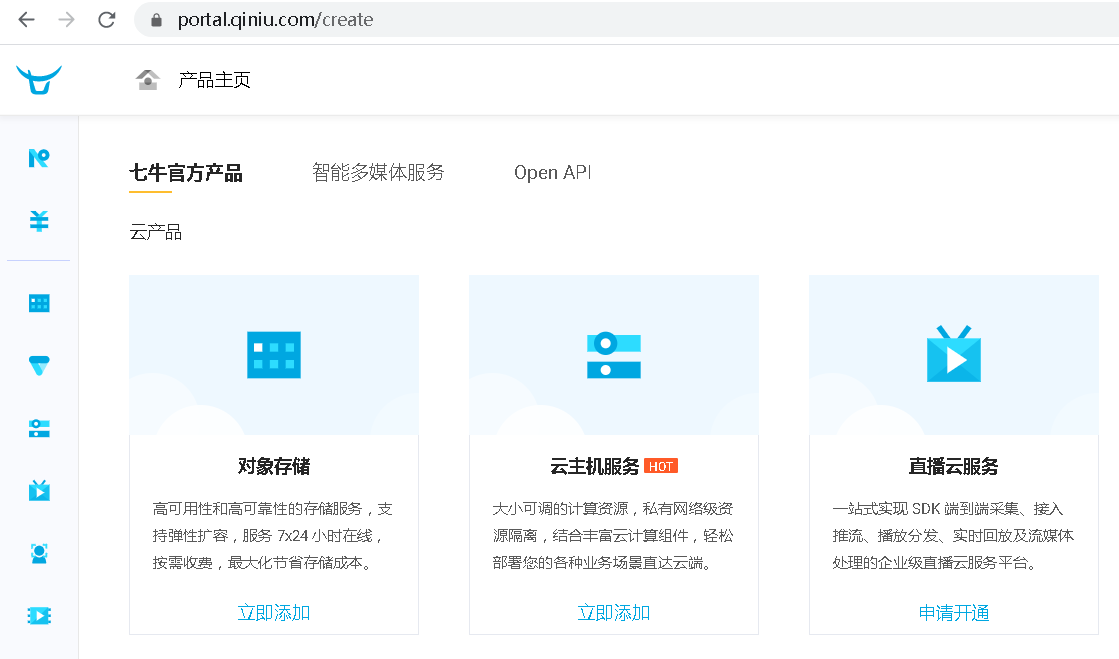 portal.qiniu.com/create
产品主页
七牛官方产品
智能多媒体服务
Open API
云产品
对象存储
高可用性和高可靠性的存储服务，支
持弹性扩容，服务 7x24 小时在线，
按需收费，最大化节省存储成本。
立即添加
云主机服务 HOT
大小可调的计算资源，私有网络级资
源隔离，结合丰富云计算组件，轻松
部署您的各种业务场景直达云端。
立即添加
直播云服务
一站式实现 SDK 端到端采集、接入
推流、播放分发、实时回放及流媒体
处理的企业级直播云服务平台。
申请开通